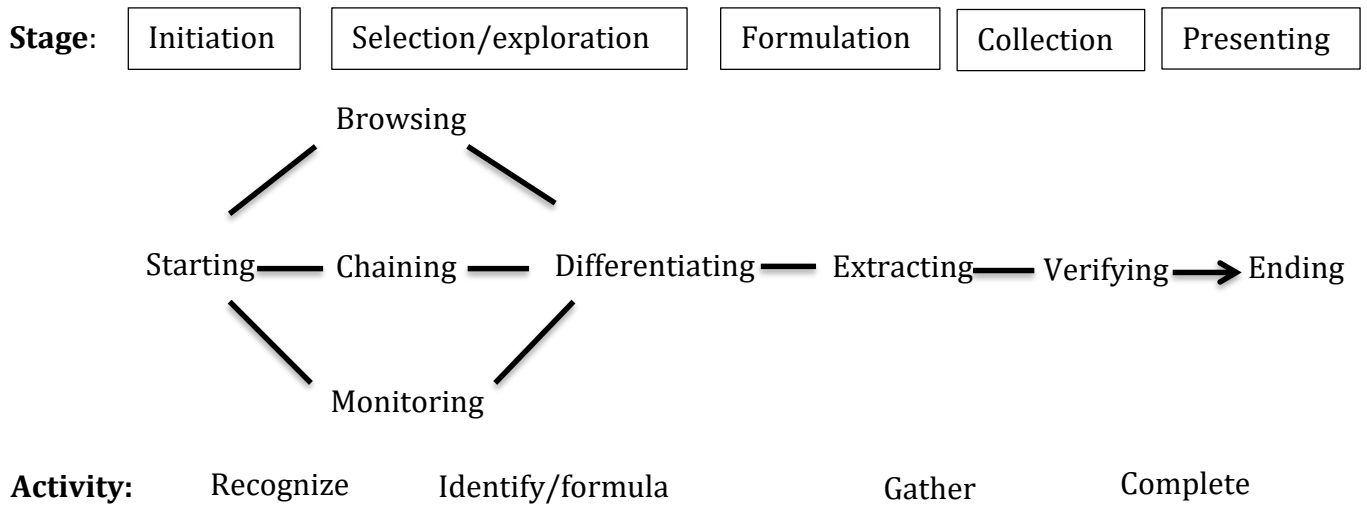 Stage: Initiation Selection/exploration Formulation Collection Presenting
Browsing
Starting Chaining Differentiating Extracting Verifying Ending
Monitoring
Activity: Recognize Identify/formula Gather Complete